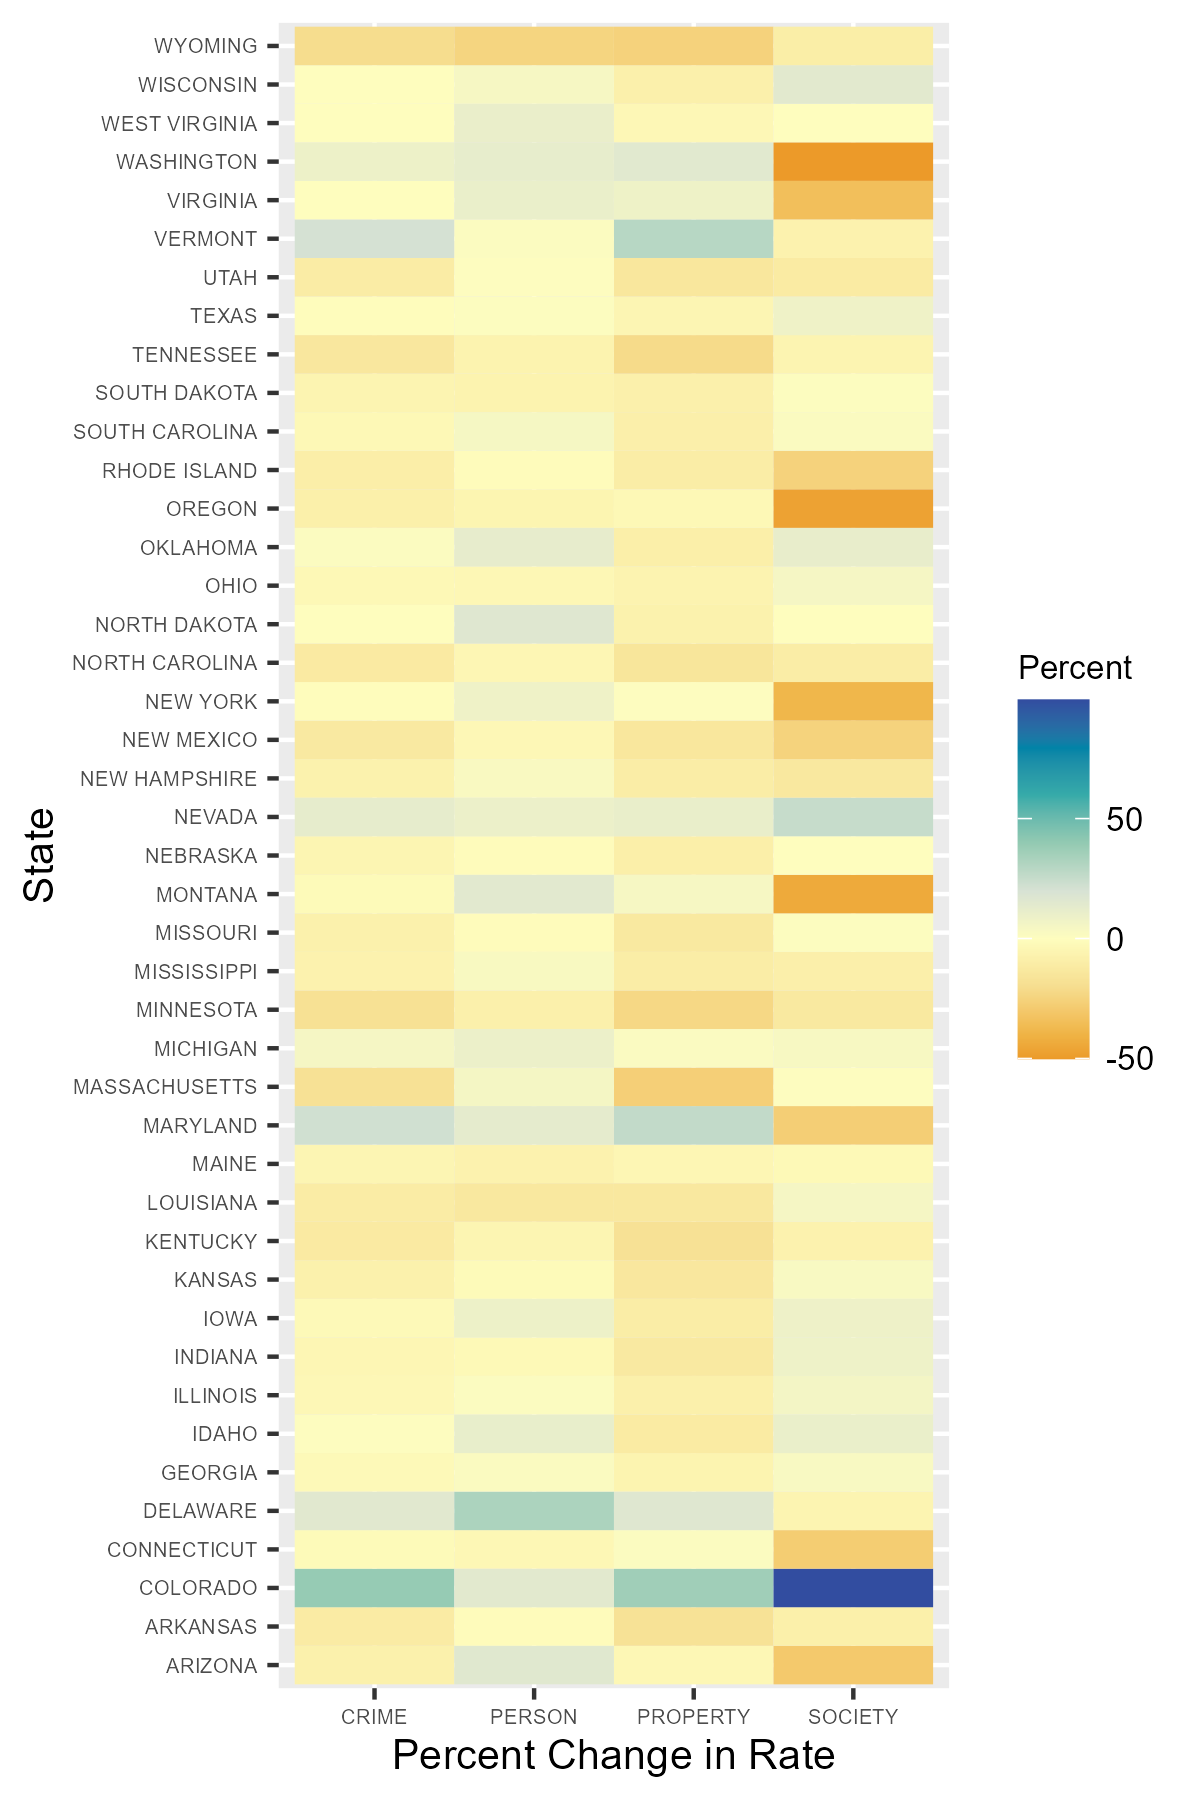 WYOMING
WISCONSIN
WEST VIRGINIA
WASHINGTON
VIRGINIA
VERMONT
UTAH
TEXAS
TENNESSEE
SOUTH DAKOTA
SOUTH CAROLINA
RHODE ISLAND
OREGON
OKLAHOMA
OHIO
NORTH DAKOTA
NORTH CAROLINA
NEW YORK
NEW MEXICO
NEW HAMPSHIRE
NEVADA
NEBRASKA
MONTANA
MISSOURI
MISSISSIPPI
MINNESOTA
MICHIGAN
MASSACHUSETTS
MARYLAND
MAINE
LOUISIANA
KENTUCKY
KANSAS
IOWA
INDIANA
ILLINOIS
IDAHO
GEORGIA
DELAWARE
CONNECTICUT
COLORADO
ARKANSAS
ARIZONA
State
CRIME PERSON PROPERTY SOCIETY
Percent Change in Rate
Percent
50
0
-50